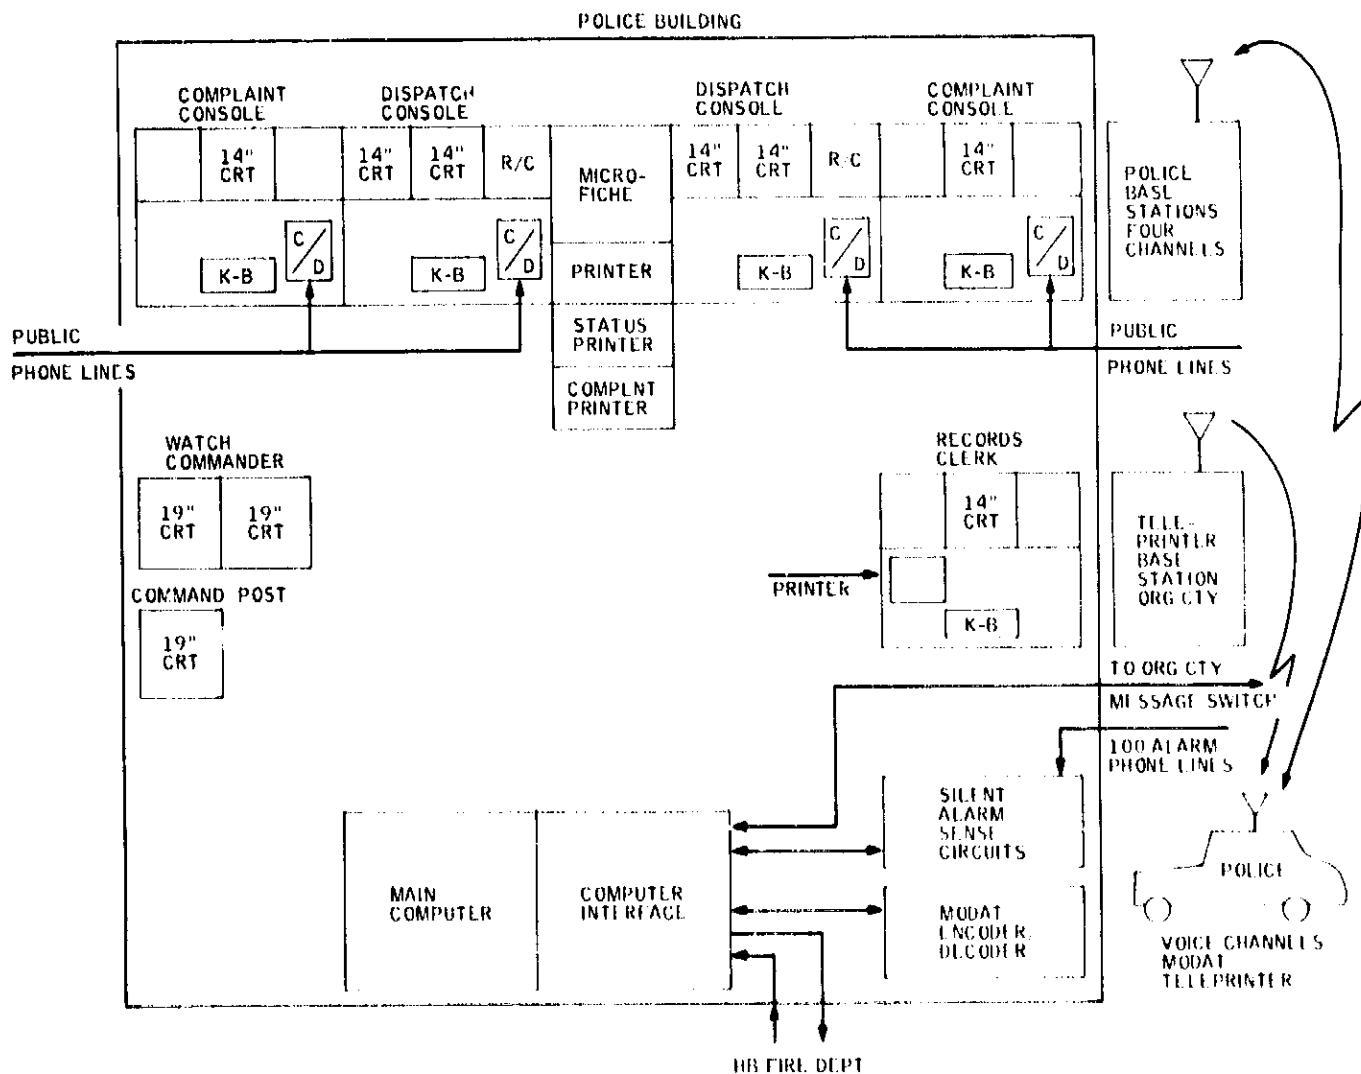 POLICE BUILDING
COMPLAINT
CONSOLE
DISPATCH
CONSOLE
DISPATCH
CONSOLE
COMPLAINT
CONSOLE
14"
CRT
14"
CRT
14"
CRT
R/C
MICRO-
FICHE
14"
CRT
14"
CRT
R/C
14"
CRT
POLICE
BASE
STATIONS
FOUR
CHANNELS
K-B
C/D
K-B
C/D
PRINTER
K-B
C/D
K-B
C/D
PUBLIC
PHONE LINES
STATUS
PRINTER
COMPLNT
PRINTER
PUBLIC
PHONE LINES
WATCH
COMMANDER
19"
CRT
19"
CRT
COMMAND POST
19"
CRT
RECORDS
CLERK
14"
CRT
PRINTER
K-B
TELE-
PRINTER
BASE
STATION
ORG CTY
TO ORG CTY
MESSAGE SWITCH
100 ALARM
PHONE LINES
SILENT
ALARM
SENSE
CIRCUITS
MAIN
COMPUTER
COMPUTER
INTERFACE
MODAT
ENCODER,
DECODER
POLICE
VOICE CHANNELS
MODAT
TELEPRINTER
HB FIRE DEPT